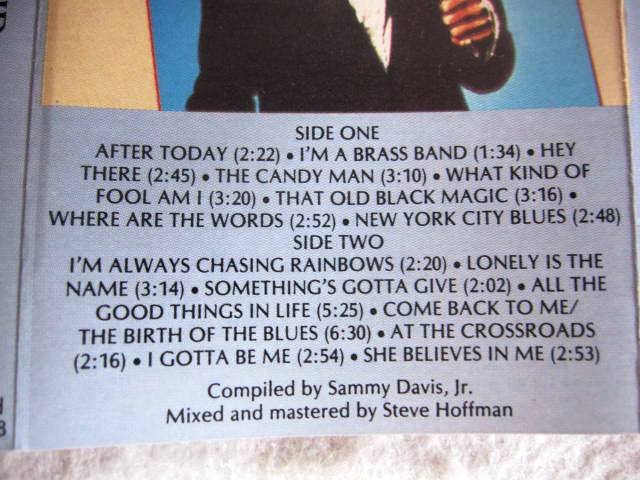 SIDE ONE
AFTER TODAY (2:22) • I'M A BRASS BAND (1:34) • HEY
THERE (2:45) • THE CANDY MAN (3:10) • WHAT KIND OF
FOOL AM I (3:20) • THAT OLD BLACK MAGIC (3:16) •
WHERE ARE THE WORDS (2:52) • NEW YORK CITY BLUES (2:48)
SIDE TWO
I'M ALWAYS CHASING RAINBOWS (2:20) • LONELY IS THE
NAME (3:14) • SOMETHING'S GOTTA GIVE (2:02) • ALL THE
GOOD THINGS IN LIFE (5:25) • COME BACK TO ME/
THE BIRTH OF THE BLUES (6:30) • AT THE CROSSROADS
(2:16) • I GOTTA BE ME (2:54) • SHE BELIEVES IN ME (2:53)
Compiled by Sammy Davis, Jr.
Mixed and mastered by Steve Hoffman